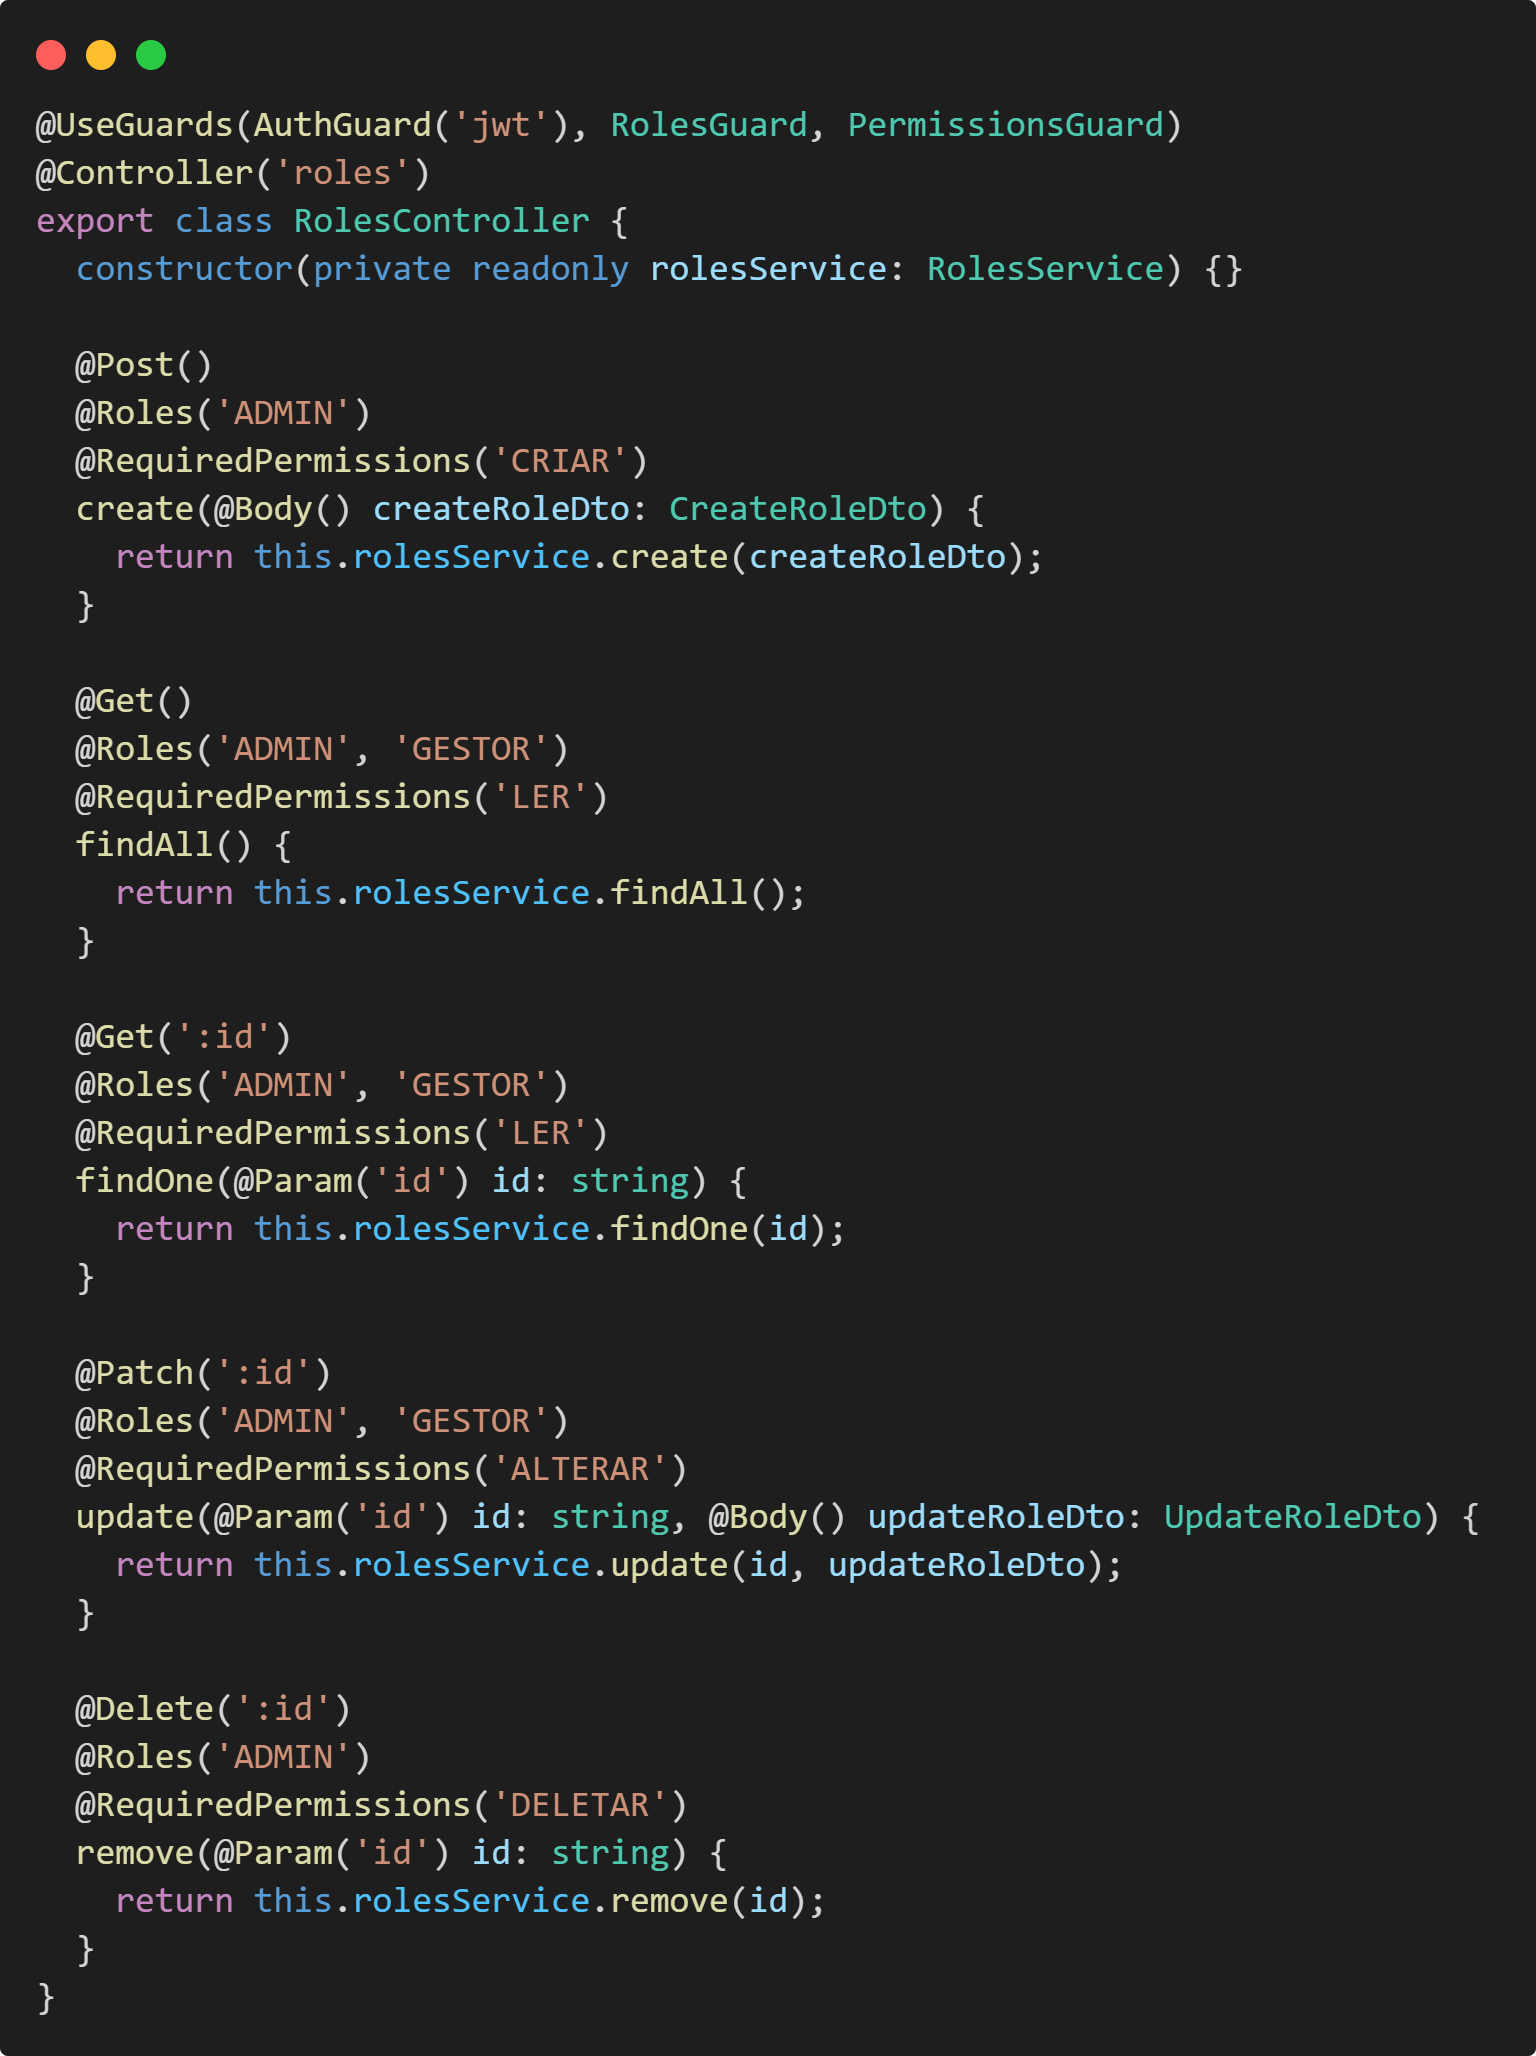 @UseGuards(AuthGuard('jwt'), RolesGuard, PermissionsGuard)
@Controller('roles')
export class RolesController {
  constructor(private readonly rolesService: RolesService) {}

  @Post()
  @Roles('ADMIN')
  @RequiredPermissions('CRIAR')
  create(@Body() createRoleDto: CreateRoleDto) {
    return this.rolesService.create(createRoleDto);
  }

  @Get()
  @Roles('ADMIN', 'GESTOR')
  @RequiredPermissions('LER')
  findAll() {
    return this.rolesService.findAll();
  }

  @Get(':id')
  @Roles('ADMIN', 'GESTOR')
  @RequiredPermissions('LER')
  findOne(@Param('id') id: string) {
    return this.rolesService.findOne(id);
  }

  @Patch(':id')
  @Roles('ADMIN', 'GESTOR')
  @RequiredPermissions('ALTERAR')
  update(@Param('id') id: string, @Body() updateRoleDto: UpdateRoleDto) {
    return this.rolesService.update(id, updateRoleDto);
  }

  @Delete(':id')
  @Roles('ADMIN')
  @RequiredPermissions('DELETAR')
  remove(@Param('id') id: string) {
    return this.rolesService.remove(id);
  }
}